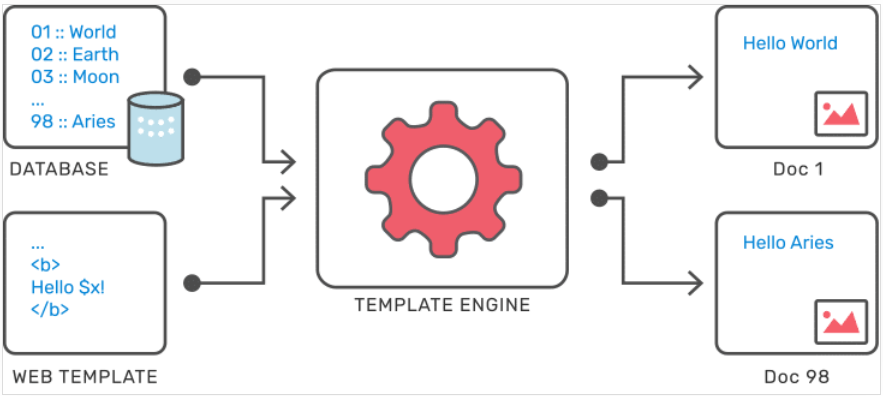 01 :: World
02 :: Earth
03 :: Moon
...
98 :: Aries
DATABASE
...
<b>
Hello $x!
</b>
WEB TEMPLATE
TEMPLATE ENGINE
Hello World
Doc 1
Hello Aries
Doc 98